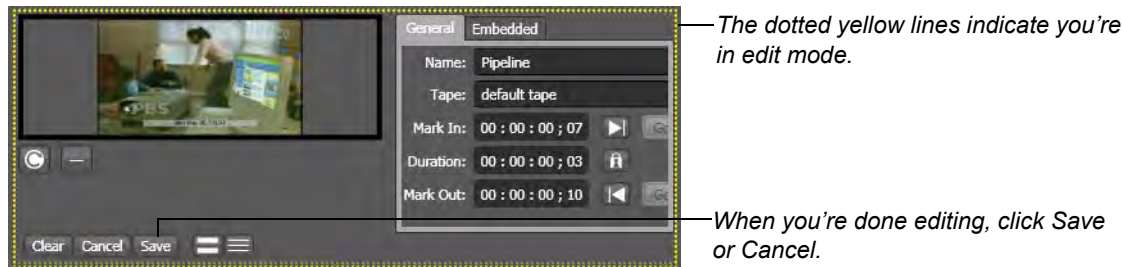 General Embedded
Name: Pipeline
Tape: default tape
Mark In: 00 : 00 : 00 ; 07
Duration: 00 : 00 : 00 ; 03
Mark Out: 00 : 00 : 00 ; 10
PBS
Clear Cancel Save
The dotted yellow lines indicate you're
in edit mode.
When you're done editing, click Save
or Cancel.